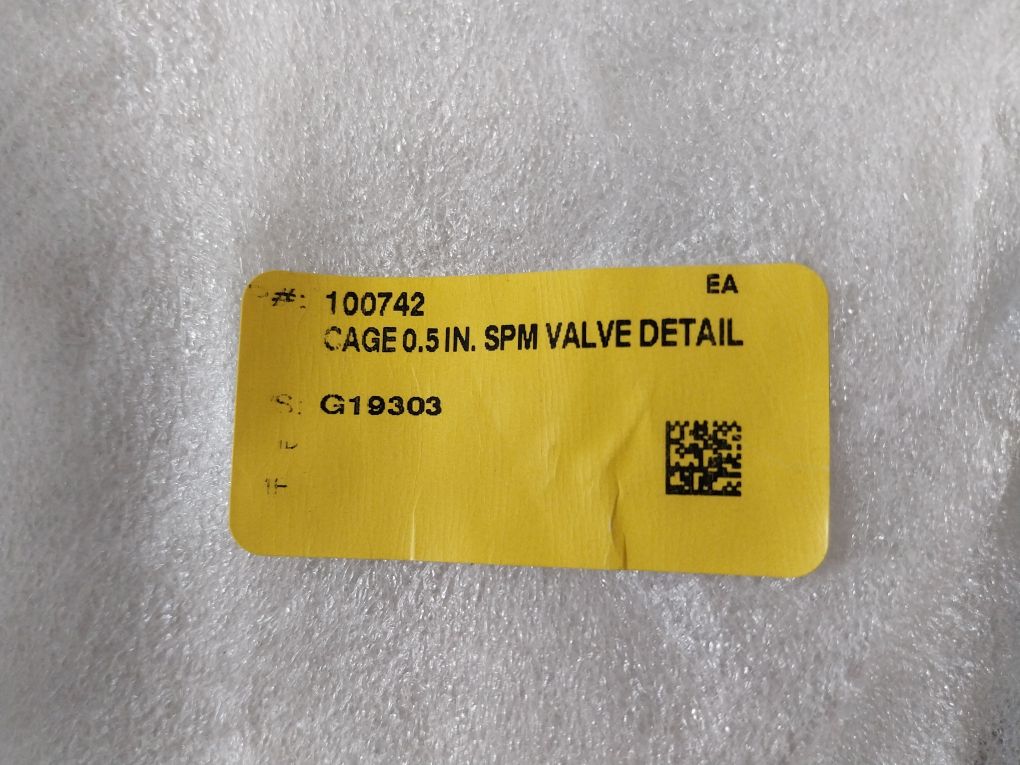 #: 100742 EA
CAGE 0.5 IN. SPM VALVE DETAIL
S: G19303